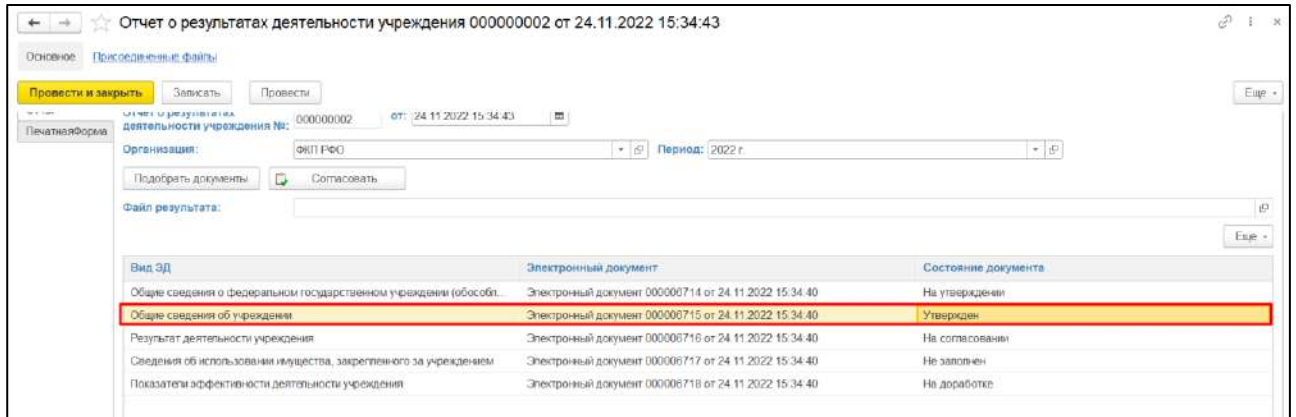 Отчет о результатах деятельности учреждения 000000002 от 24.11.2022 15:34:43
Основное Присоединенные файлы
Провести и закрыть Записать Провести Еще
Отчет о результатах
деятельности учреждения №: 000000002 от: 24.11.2022 15:34:43
ПечатнаяФорма
Организация: ФКП РФО Период: 2022 г.
Подобрать документы Согласовать
Файл результата:
Еще
Вид ЭД Электронный документ Состояние документа
Общие сведения о федеральном государственном учреждении (обособл... Электронный документ 000006714 от 24.11.2022 15:34:40 На утверждении
Общие сведения об учреждении Электронный документ 000006715 от 24.11.2022 15:34:40 Утвержден
Результат деятельности учреждения Электронный документ 000006716 от 24.11.2022 15:34:40 На согласовании
Сведения об использовании имущества, закрепленного за учреждением Электронный документ 000006717 от 24.11.2022 15:34:40 Не заполнен
Показатели эффективности деятельности учреждения Электронный документ 000006718 от 24.11.2022 15:34:40 На доработке